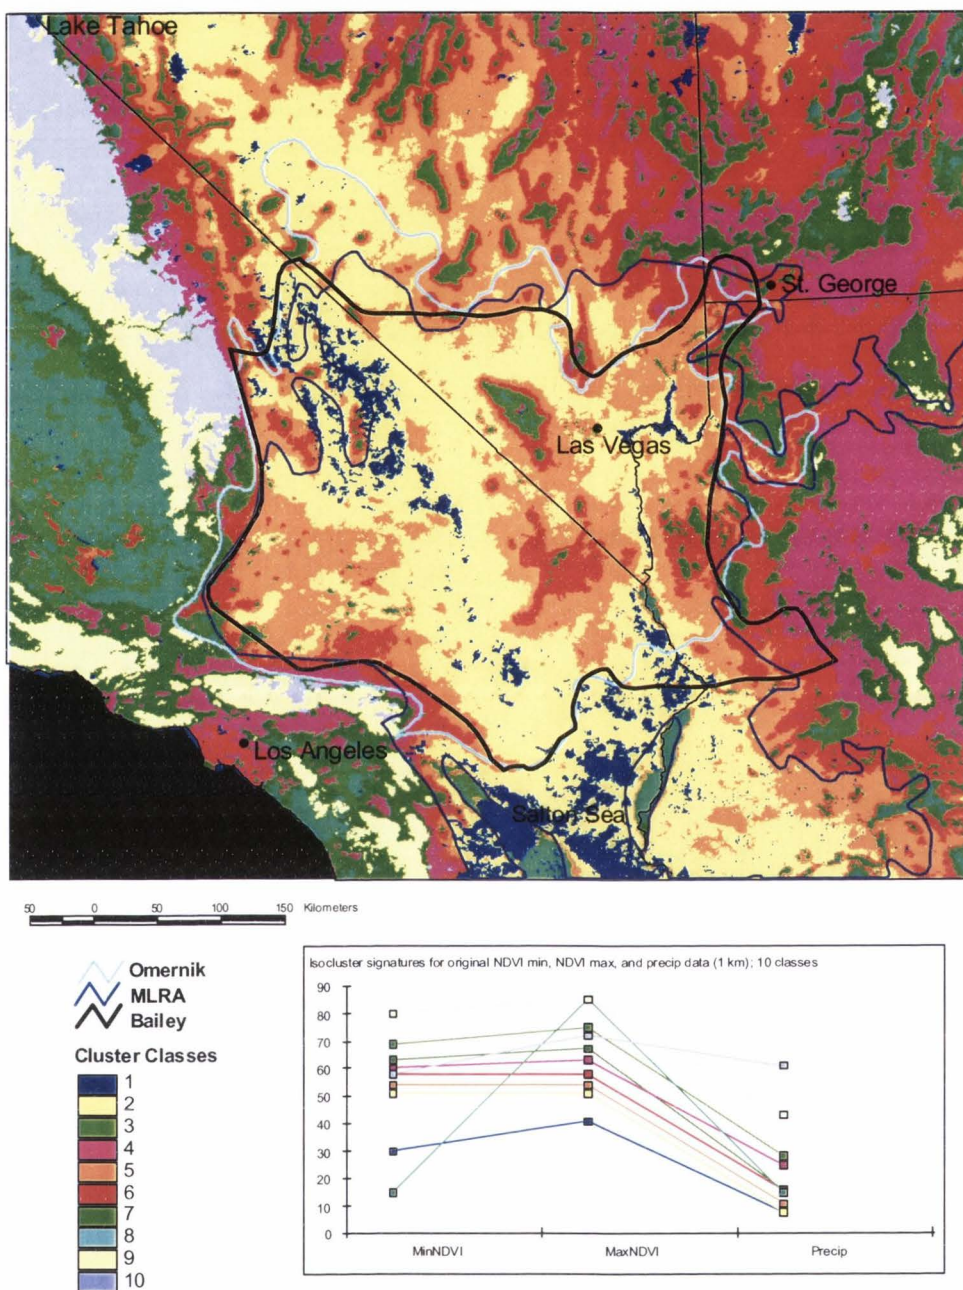 Lake Tahoe
St. George
Las Vegas
Los Angeles
Salton Sea
50 0 50 100 150 Kilometers
Omernik
MLRA
Bailey
Cluster Classes
1
2
3
4
5
6
7
8
9
10
Isocluster signatures for original NDVI min, NDVI max, and precip data (1 km); 10 classes
90
80
70
60
50
40
30
20
10
0
MinNDVI MaxNDVI Precip